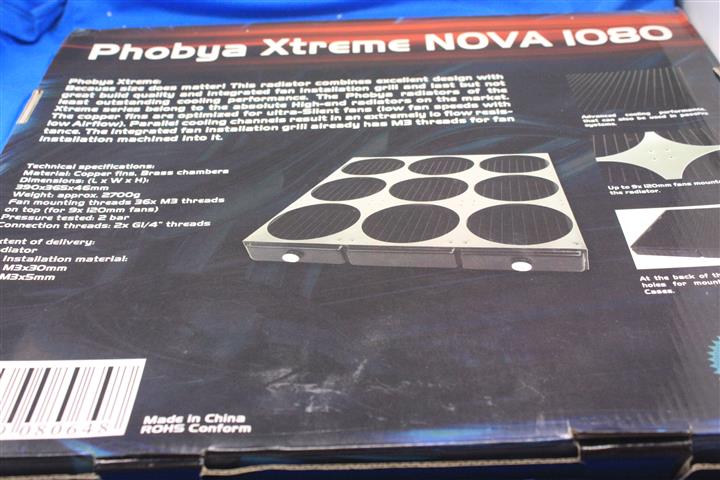 Phobya Xtreme NOVA 1080
Phobya Xtreme:
Because size does matter! This radiator combines excellent design with
great build quality and integrated fan installation grill and last but not
least outstanding cooling performance. The Phobya radiators of the
Xtreme series belong to the absolute High-end radiators on the market
The copper fins are optimized for ultra-Silent fans (low fan speeds with
low Airflow). Parallel cooling channels result in an extremely lo flow resis-
tance. The integrated fan installation grill already has M3 threads for fan
installation machined into it.
Technical specifications:
Material: Copper fins, Brass chambers
Dimensions: (L x W x H):
390x365x46mm
Weight: approx. 2700g
Fan mounting threads 36x M3 threads
on top (for 9x 120mm fans)
Pressure tested: 2 bar
Connection threads: 2x G1/4" threads
xtent of delivery:
diator
Installation material:
M3x30mm
M3x5mm
Advanced cooling performance,
that can also be used in passive
systems.
Up to 9x 120mm fans mounta
the radiator.
At the back of th
holes for moun
Cases.
080648
Made in China
ROHS Conform